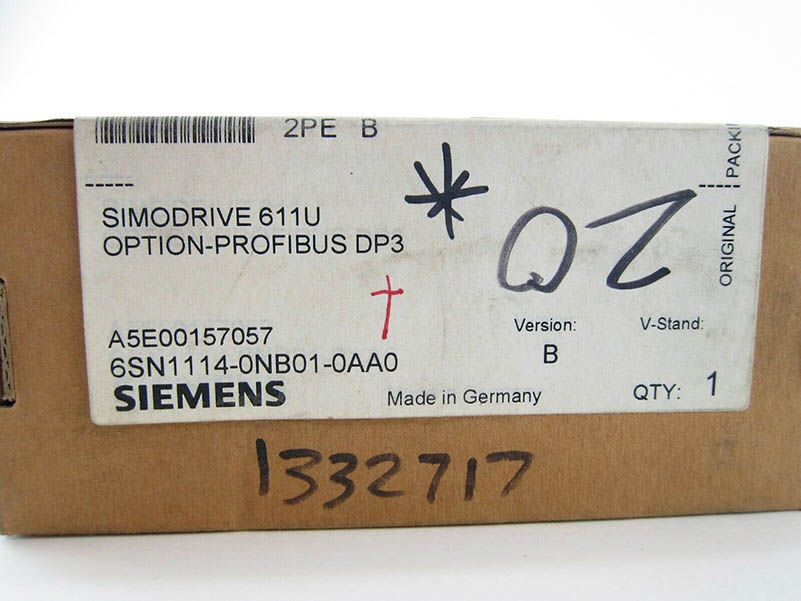 2PE B
SIMODRIVE 611U
OPTION-PROFIBUS DP3
QZ
ORIGINAL PACKI
A5E00157057
6SN1114-0NB01-0AA0
SIEMENS
Made in Germany
Version:
B
V-Stand:
QTY: 1
1332717